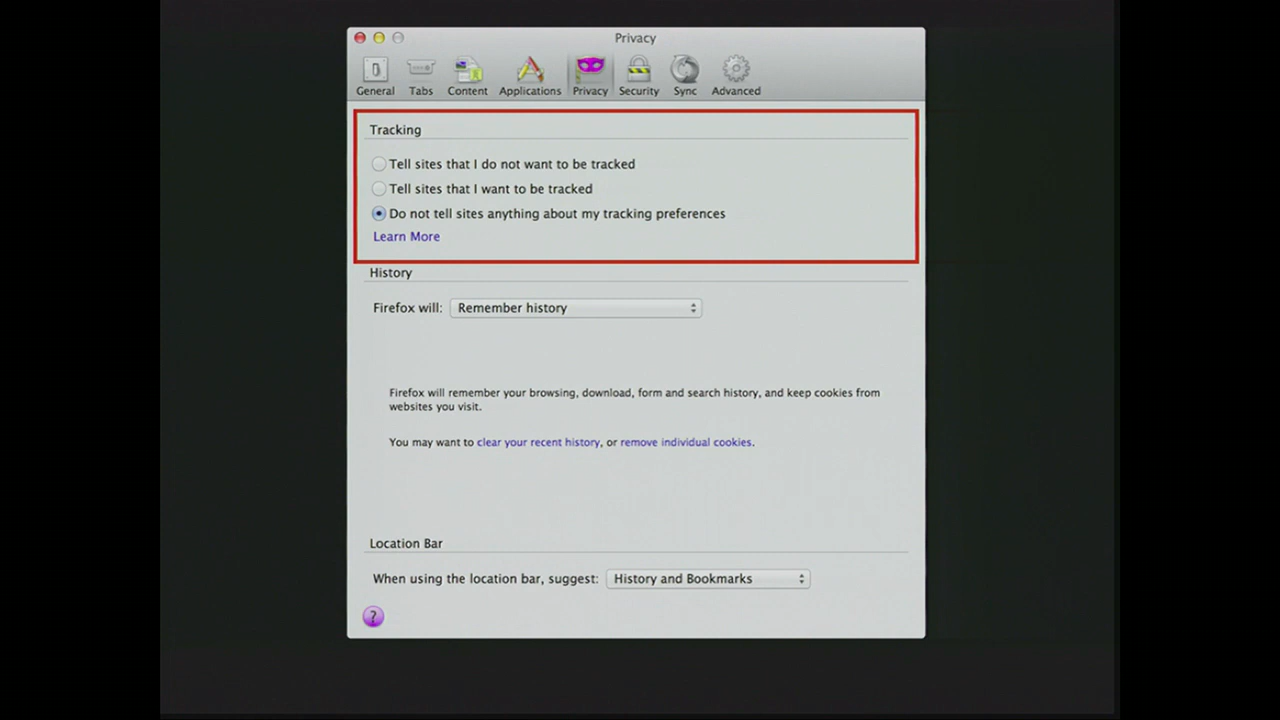 Privacy
General Tabs Content Applications Privacy Security Sync Advanced
Tracking
Tell sites that I do not want to be tracked
Tell sites that I want to be tracked
Do not tell sites anything about my tracking preferences
Learn More
History
Firefox will: Remember history
Firefox will remember your browsing, download, form and search history, and keep cookies from
websites you visit.
You may want to clear your recent history, or remove individual cookies.
Location Bar
When using the location bar, suggest: History and Bookmarks
?